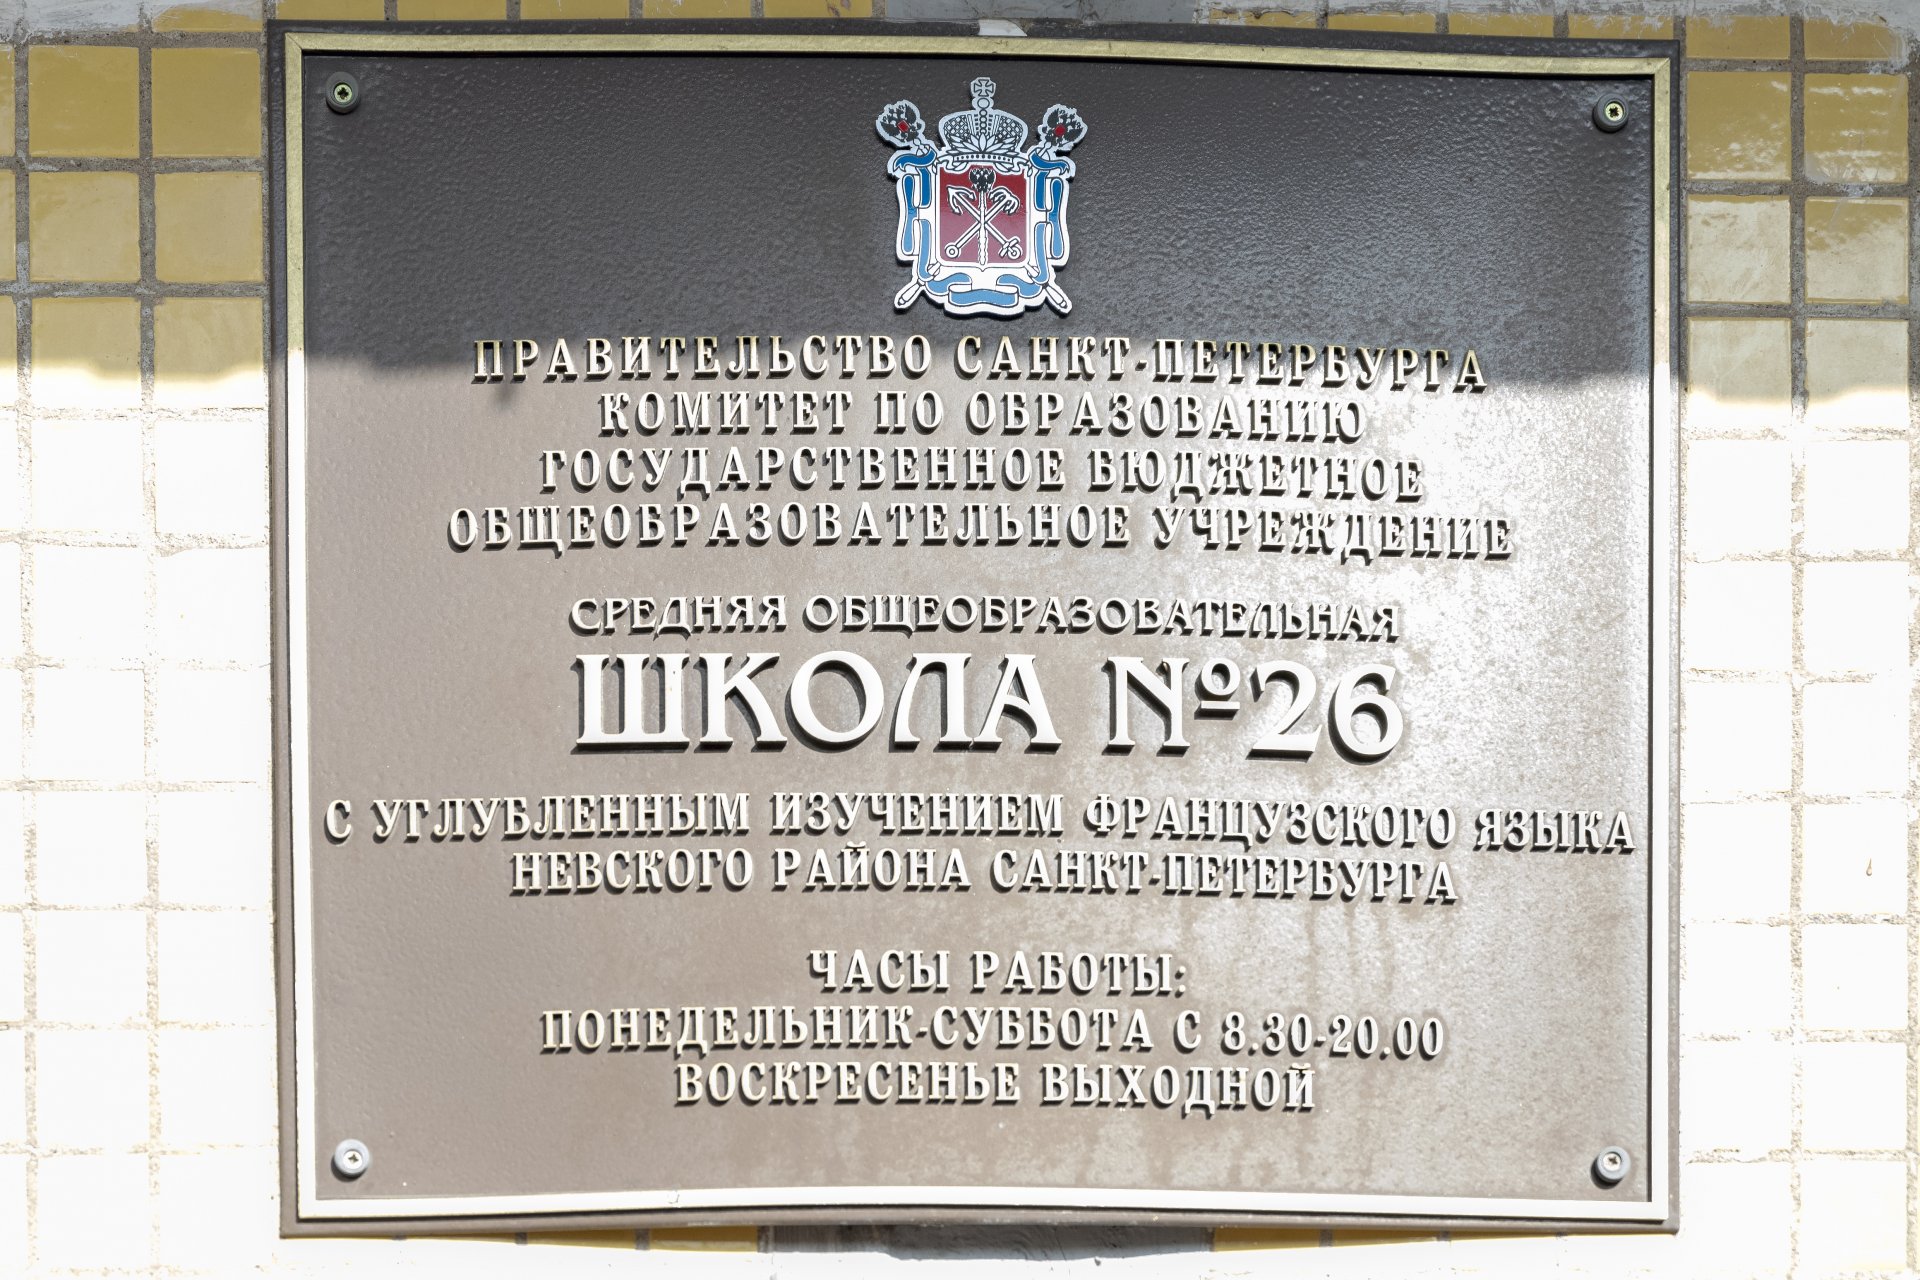 ПРАВИТЕЛЬСТВО САНКТ-ПЕТЕРБУРГА
КОМИТЕТ ПО ОБРАЗОВАНИЮ
ГОСУДАРСТВЕННОЕ БЮДЖЕТНОЕ
ОБЩЕОБРАЗОВАТЕЛЬНОЕ УЧРЕЖДЕНИЕ
СРЕДНЯЯ ОБЩЕОБРАЗОВАТЕЛЬНАЯ
ШКОЛА №26
С УГЛУБЛЕННЫМ ИЗУЧЕНИЕМ ФРАНЦУЗСКОГО ЯЗЫКА
НЕВСКОГО РАЙОНА САНКТ-ПЕТЕРБУРГА
ЧАСЫ РАБОТЫ:
ПОНЕДЕЛЬНИК-СУББОТА С 8.30-20.00
ВОСКРЕСЕНЬЕ ВЫХОДНОЙ